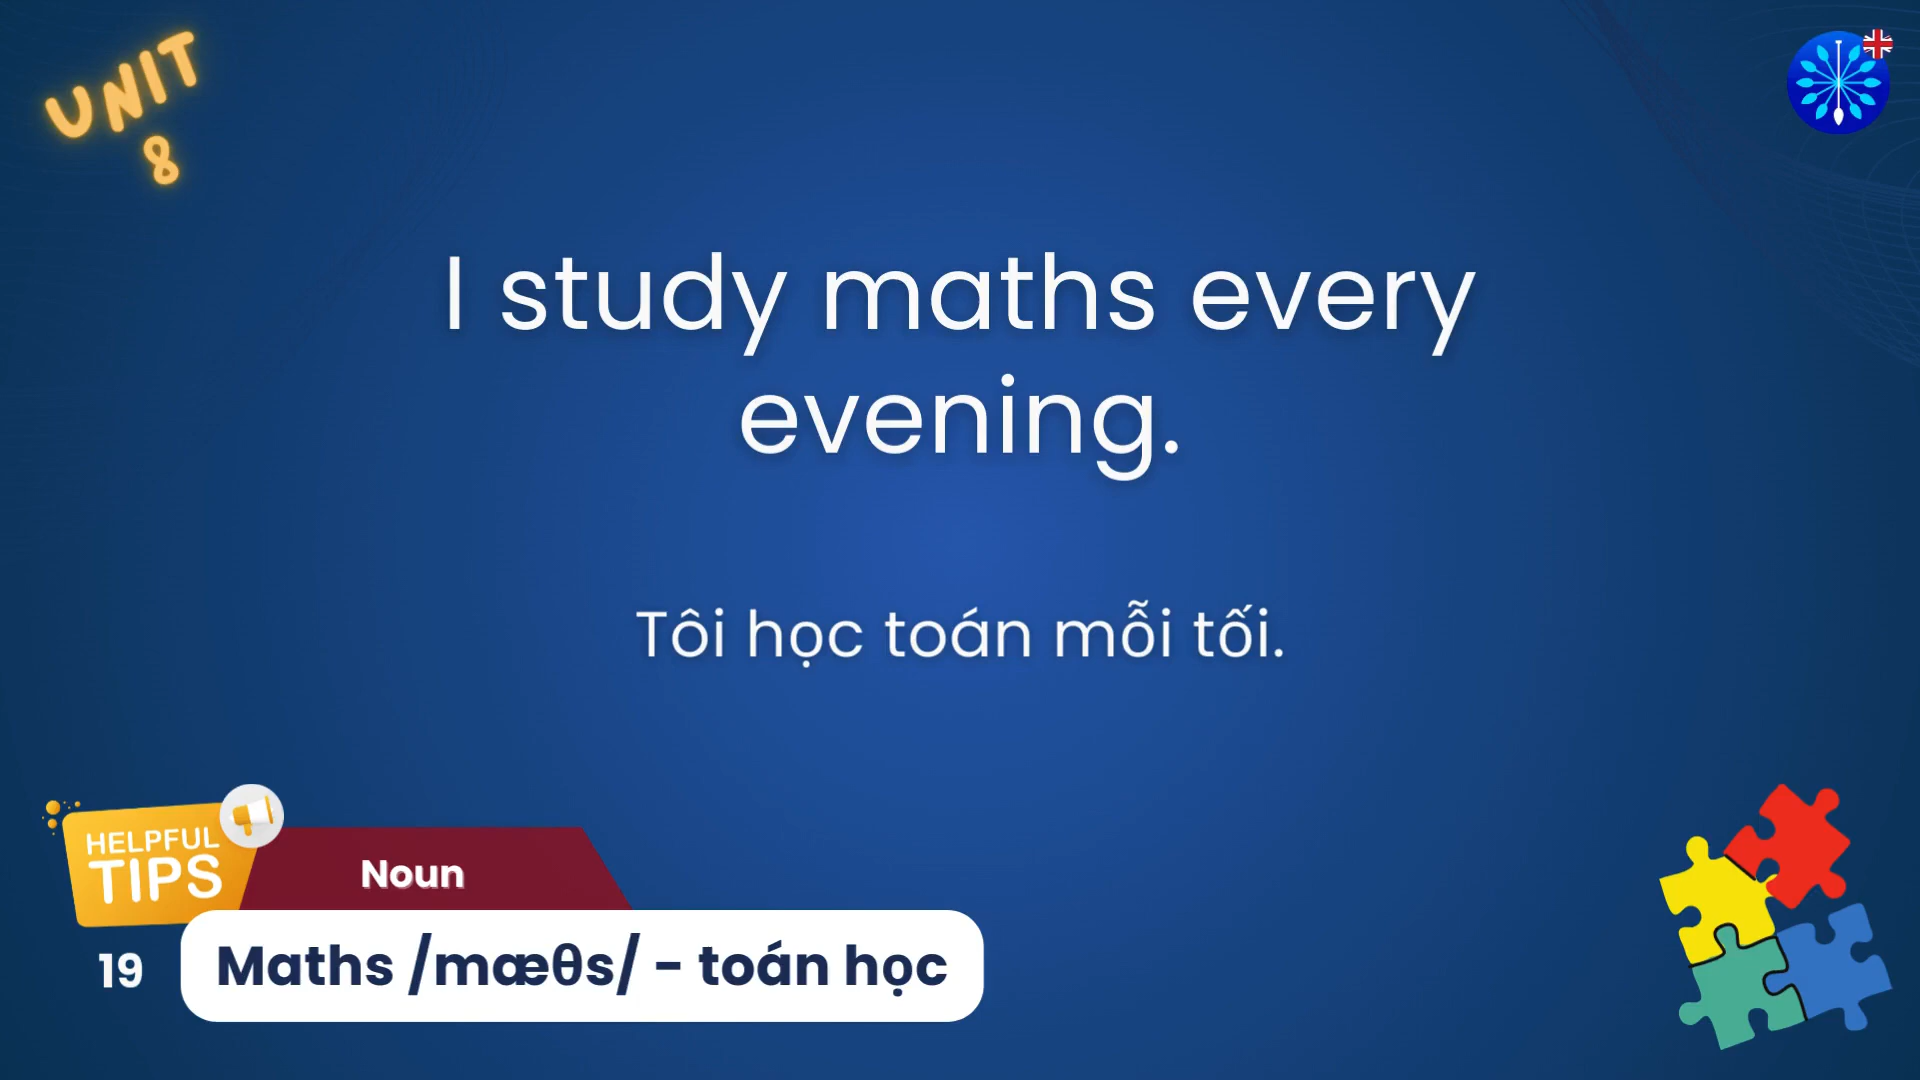 UNIT
8
I study maths every
evening.
Tôi học toán mỗi tối.
HELPFUL
TIPS
Noun
19
Maths /mæθs/ - toán học